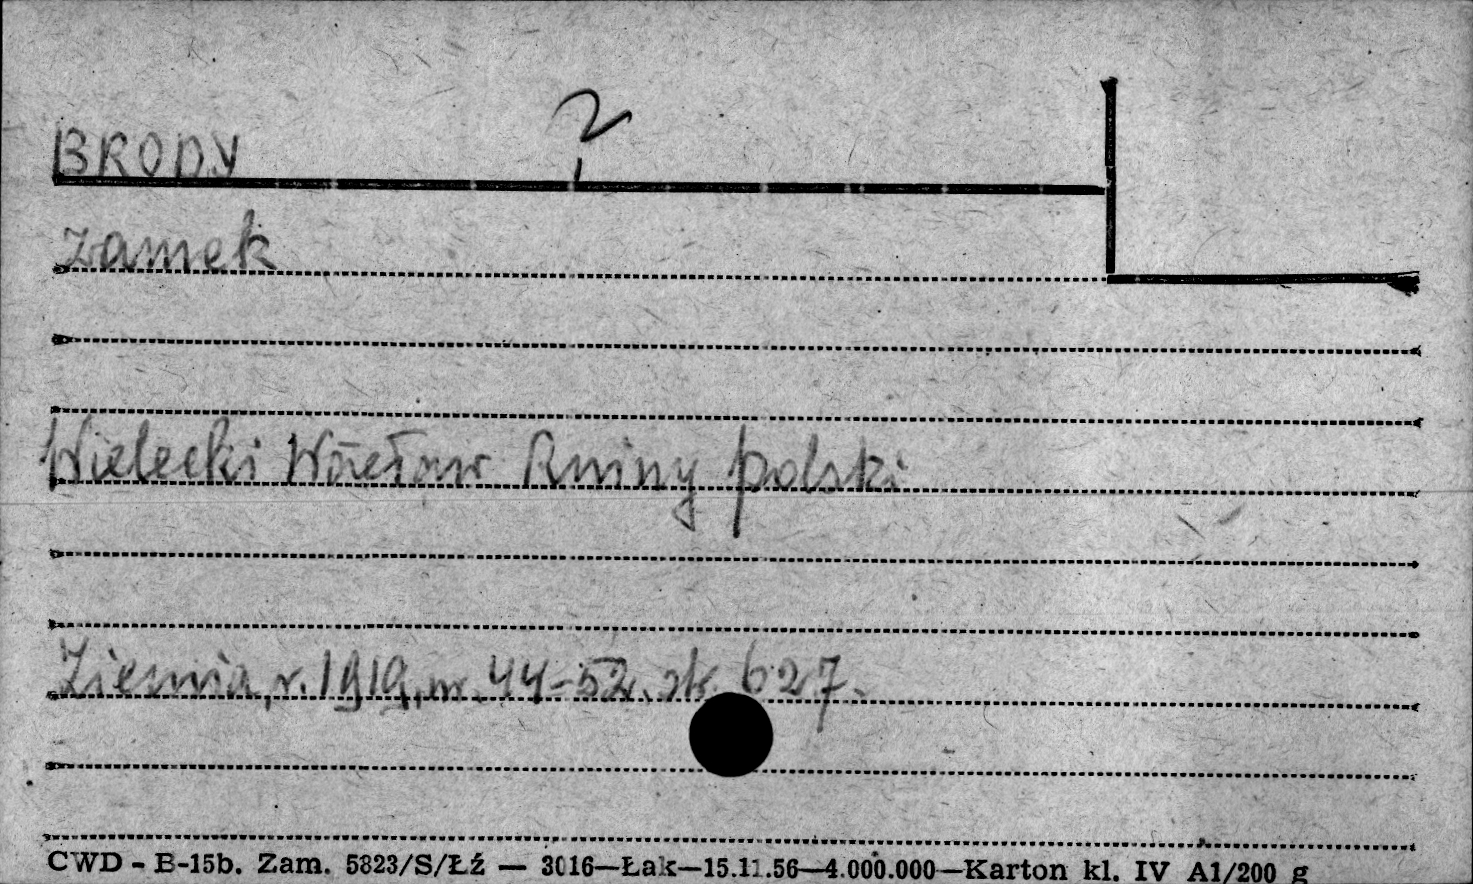 BRODY ?
Zamek
Wielecki Wacław Ruiny polski
Ziemia, r. 1919, nr. 44-52. str. 627.
CWD - B-15b. Zam. 5823/S/Łź — 3016—Łak—15.11.56—4.000.000—Karton kl. IV A1/200 g